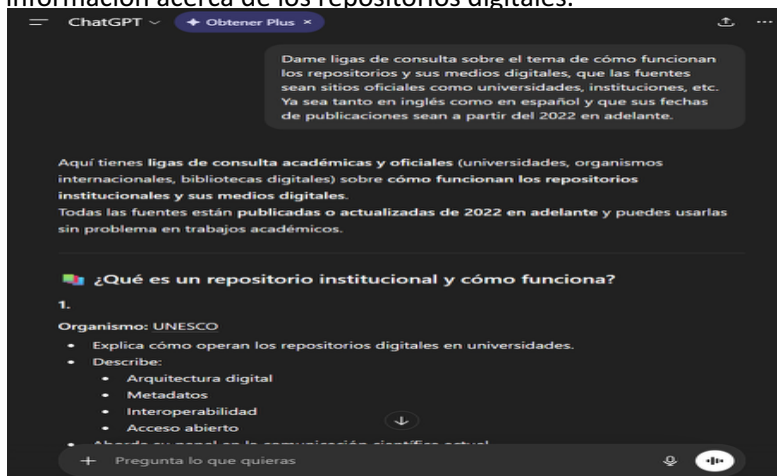 información acerca de los repositorios digitales.
ChatGPT
Obtener Plus ×
Dame ligas de consulta sobre el tema de cómo funcionan
los repositorios y sus medios digitales, que las fuentes
sean sitios oficiales como universidades, instituciones, etc.
Ya sea tanto en inglés como en español y que sus fechas
de publicaciones sean a partir del 2022 en adelante.
Aquí tienes ligas de consulta académicas y oficiales (universidades, organismos
internacionales, bibliotecas digitales) sobre cómo funcionan los repositorios
institucionales y sus medios digitales.
Todas las fuentes están publicadas o actualizadas de 2022 en adelante y puedes usarlas
sin problema en trabajos académicos.
📚 ¿Qué es un repositorio institucional y cómo funciona?
1.
Organismo: UNESCO
• Explica cómo operan los repositorios digitales en universidades.
• Describe:
• Arquitectura digital
• Metadatos
• Interoperabilidad
• Acceso abierto
Pregunta lo que quieras